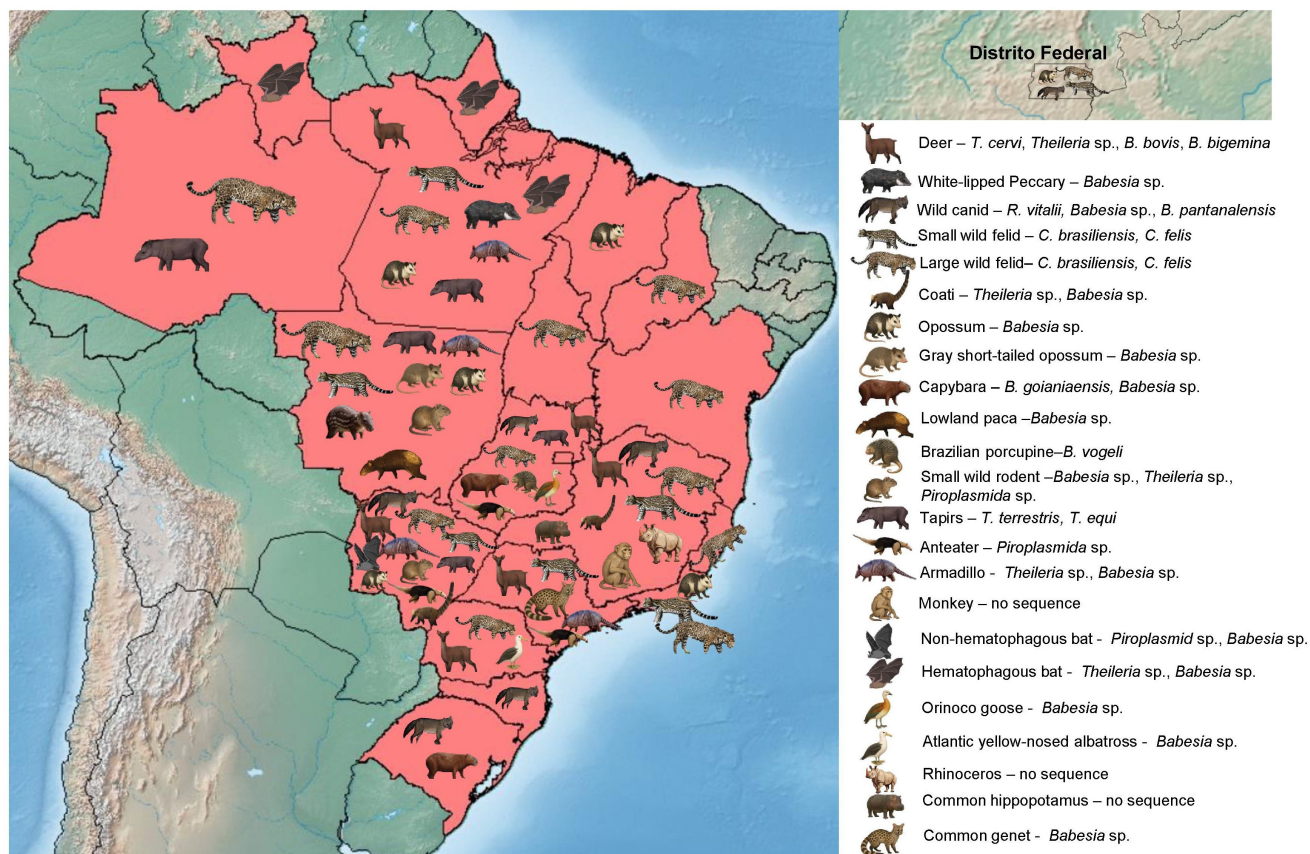 Distrito Federal
Deer – T. cervi, Theileria sp., B. bovis, B. bigemina
White-lipped Peccary – Babesia sp.
Wild canid – R. vitalii, Babesia sp., B. pantanalensis
Small wild felid – C. brasiliensis, C. felis
Large wild felid– C. brasiliensis, C. felis
Coati – Theileria sp., Babesia sp.
Opossum – Babesia sp.
Gray short-tailed opossum – Babesia sp.
Capybara – B. goianiaensis, Babesia sp.
Lowland paca –Babesia sp.
Brazilian porcupine–B. vogeli
Small wild rodent –Babesia sp., Theileria sp.,
Piroplasmida sp.
Tapirs – T. terrestris, T. equi
Anteater – Piroplasmida sp.
Armadillo - Theileria sp., Babesia sp.
Monkey – no sequence
Non-hematophagous bat - Piroplasmid sp., Babesia sp.
Hematophagous bat - Theileria sp., Babesia sp.
Orinoco goose - Babesia sp.
Atlantic yellow-nosed albatross - Babesia sp.
Rhinoceros – no sequence
Common hippopotamus – no sequence
Common genet - Babesia sp.